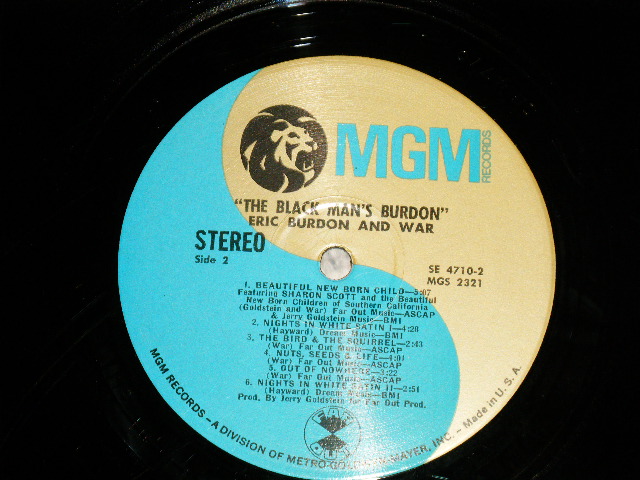 MGM
RECORDS
"THE BLACK MAN'S BURDON"
ERIC BURDON AND WAR
STEREO
Side 2
SE 4710-2
MGS 2321
1. BEAUTIFUL NEW BORN CHILD—5:07
Featuring SHARON SCOTT and the Beautiful
New Born Children of Southern California
(Goldstein and War) Far Out Music—ASCAP
& Jerry Goldstein Music—BMI
2. NIGHTS IN WHITE SATIN I—4:28
(Hayward) Dream Music—BMI
3. THE BIRD & THE SQUIRREL—2:43
(War) Far Out Music—ASCAP
4. NUTS, SEEDS & LIFE—4:01
(War) Far Out Music—ASCAP
5. OUT OF NOWHERE—3:22
(War) Far Out Music—ASCAP
6. NIGHTS IN WHITE SATIN II—2:51
(Hayward) Dream Music—BMI
Prod. By Jerry Goldstein for Far Out Prod.
FAR OUT
MGM RECORDS – A DIVISION OF METRO-GOLDWYN-MAYER, INC. – Made in U.S.A.